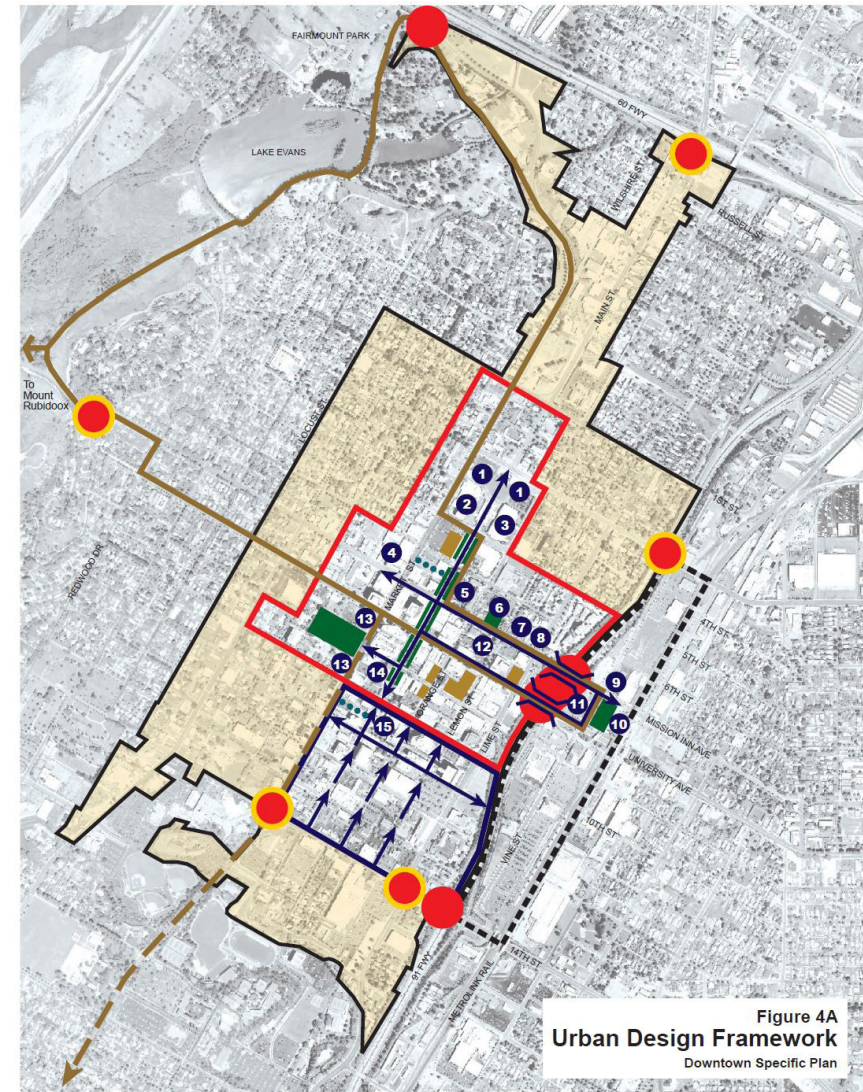 FAIRMOUNT PARK
60 FWY
LAKE EVANS
WILSHIRE ST
RUSSELL ST
MAIN ST
To
Mount
Rubidoox
LOCUST ST
1ST ST
1
1
2
3
REDWOOD DR
4
MARKET ST
5
6
7
8
4TH ST
5TH ST
6TH ST
13
12
9
13
14
11
10
MISSION INN AVE
ORANGE ST
LEMON ST
LIME ST
15
UNIVERSITY AVE
10TH ST
VINE ST
14TH ST
91 FWY
METROLINK RAIL
Figure 4A
Urban Design Framework
Downtown Specific Plan